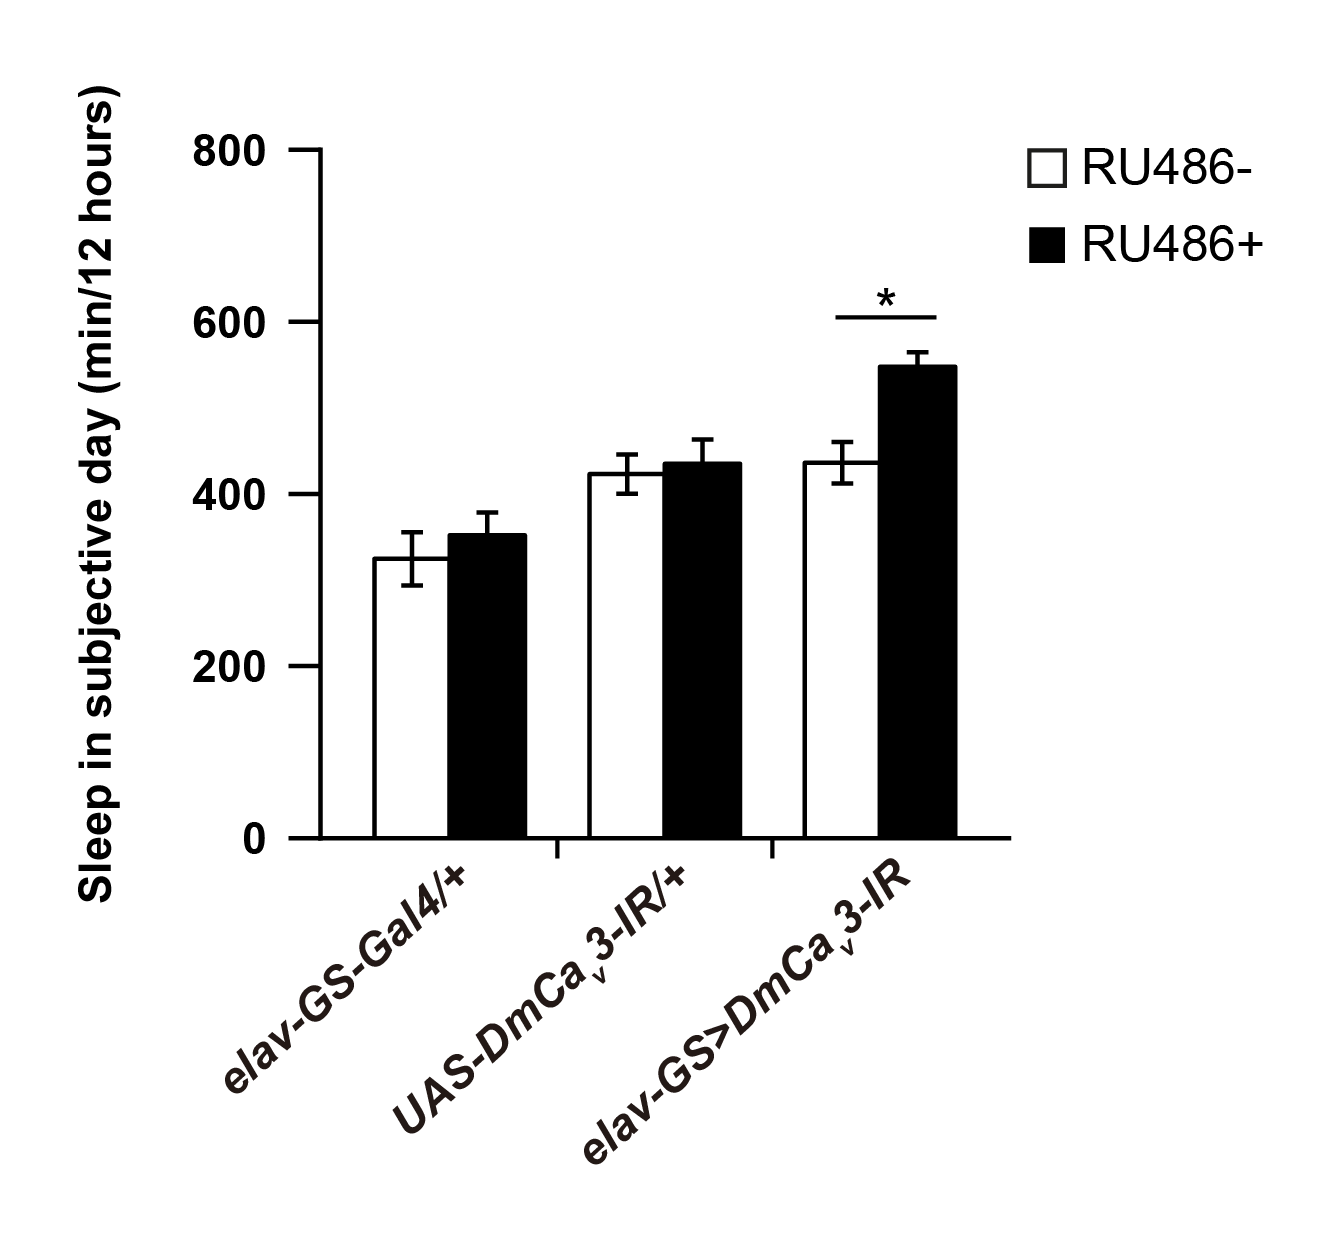 Sleep in subjective day (min/12 hours)
800
600
400
200
0
RU486-
RU486+
*
elav-GS-Gal4/+
UAS-DmCav3-IR/+
elav-GS>DmCav3-IR